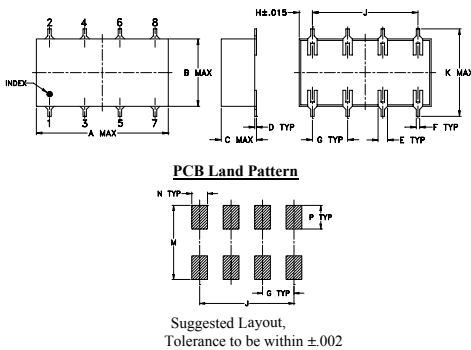 H±.015
J
2 4 6 8
B MAX
K MAX
INDEX
1 3 5 7
A MAX
D TYP
C MAX
G TYP
E TYP
F TYP
PCB Land Pattern
N TYP
P TYP
M
G TYP
J
Suggested Layout,
Tolerance to be within ±.002